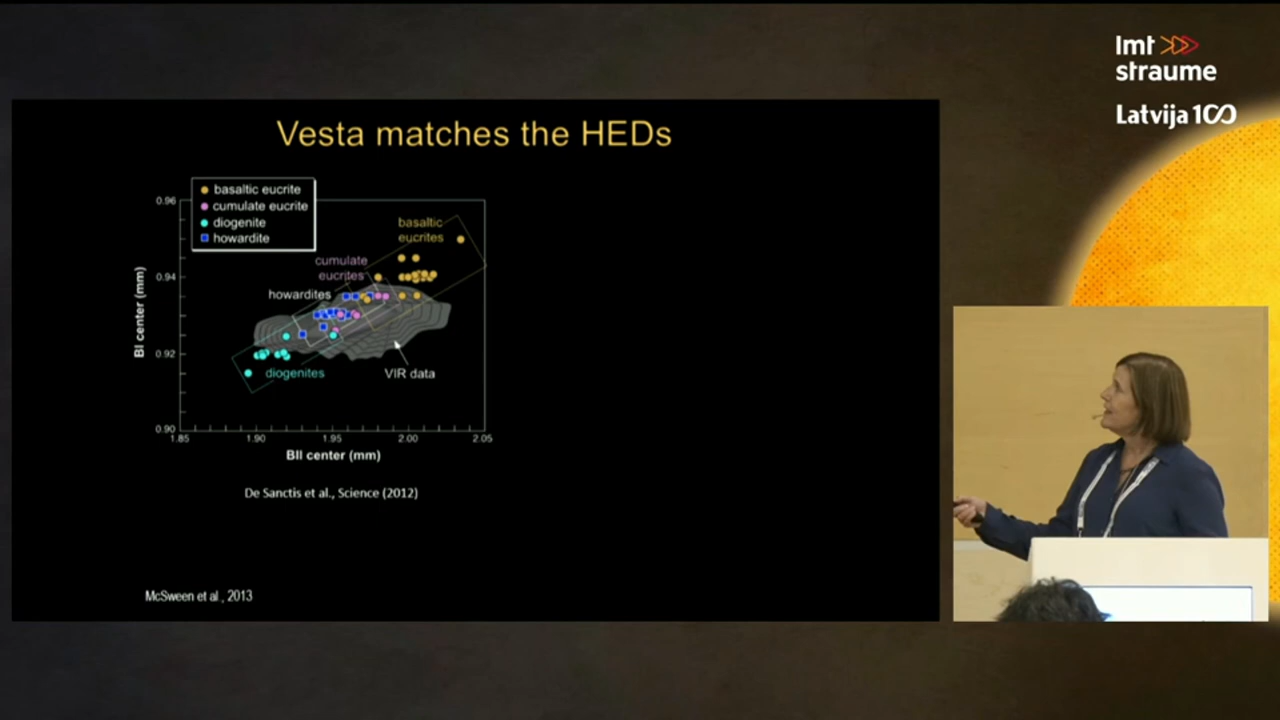 lmt
straume
Latvija 100
Vesta matches the HEDs
basaltic eucrite
cumulate eucrite
diogenite
howardite
0.96
0.94
0.92
0.90
BI center (mm)
basaltic
eucrites
cumulate
eucrites
howardites
diogenites
VIR data
1.85
1.90
1.95
2.00
2.05
BII center (mm)
De Sanctis et al., Science (2012)
McSween et al., 2013